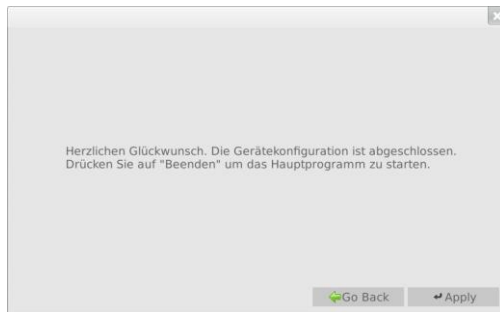 Herzlichen Glückwunsch. Die Gerätekonfiguration ist abgeschlossen.
Drücken Sie auf "Beenden" um das Hauptprogramm zu starten.
Go Back
Apply